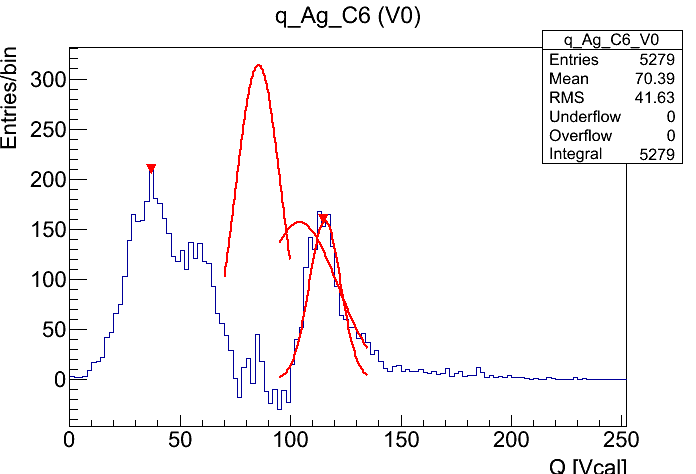 q_Ag_C6 (V0)
q_Ag_C6_V0
Entries 5279
Mean 70.39
RMS 41.63
Underflow 0
Overflow 0
Integral 5279
Entries/bin
300
250
200
150
100
50
0
0 50 100 150 200 250
Q [Vcal]